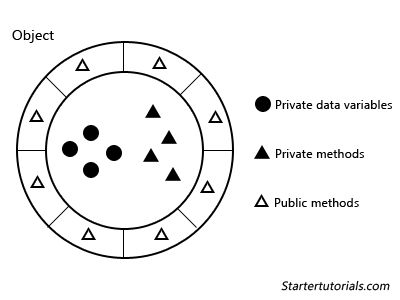 Object
Private data variables
Private methods
Public methods
Startertutorials.com